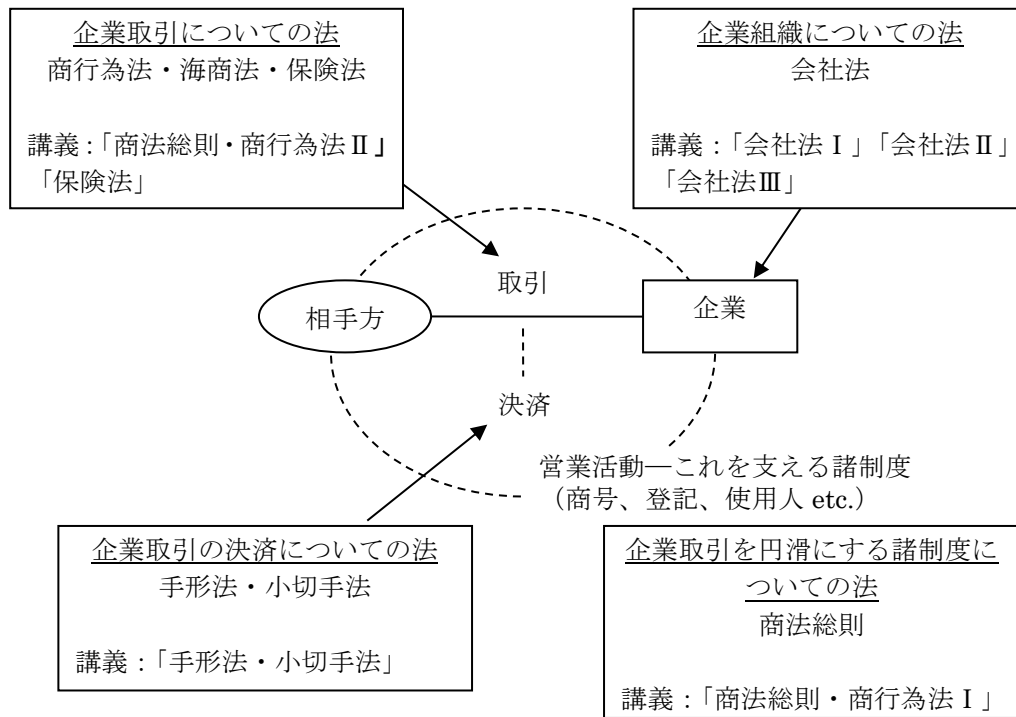 企業取引についての法
商行為法・海商法・保険法
講義：「商法総則・商行為法Ⅱ」
「保険法」
企業組織についての法
会社法
講義：「会社法Ⅰ」「会社法Ⅱ」
「会社法Ⅲ」
取引
相手方
企業
決済
営業活動―これを支える諸制度
（商号、登記、使用人 etc.）
企業取引の決済についての法
手形法・小切手法
講義：「手形法・小切手法」
企業取引を円滑にする諸制度に
ついての法
商法総則
講義：「商法総則・商行為法Ⅰ」